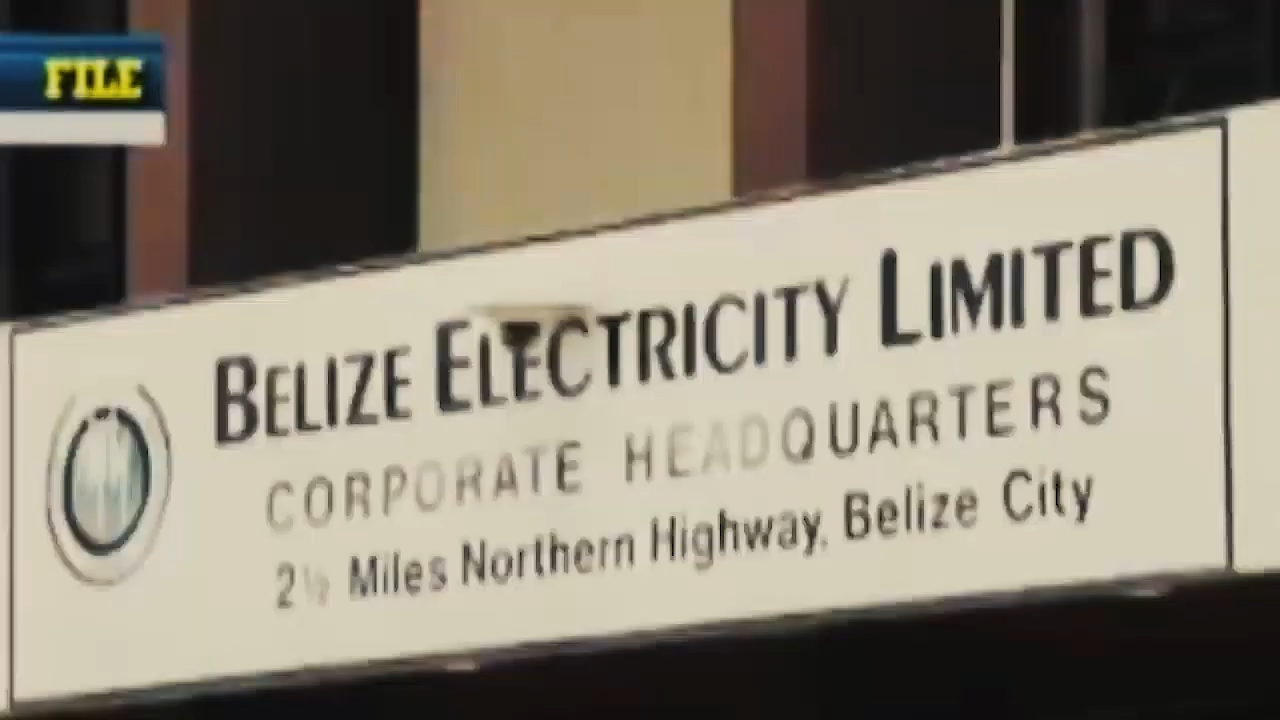 FILE
BELIZE ELECTRICITY LIMITED
CORPORATE HEADQUARTERS
2½ Miles Northern Highway, Belize City